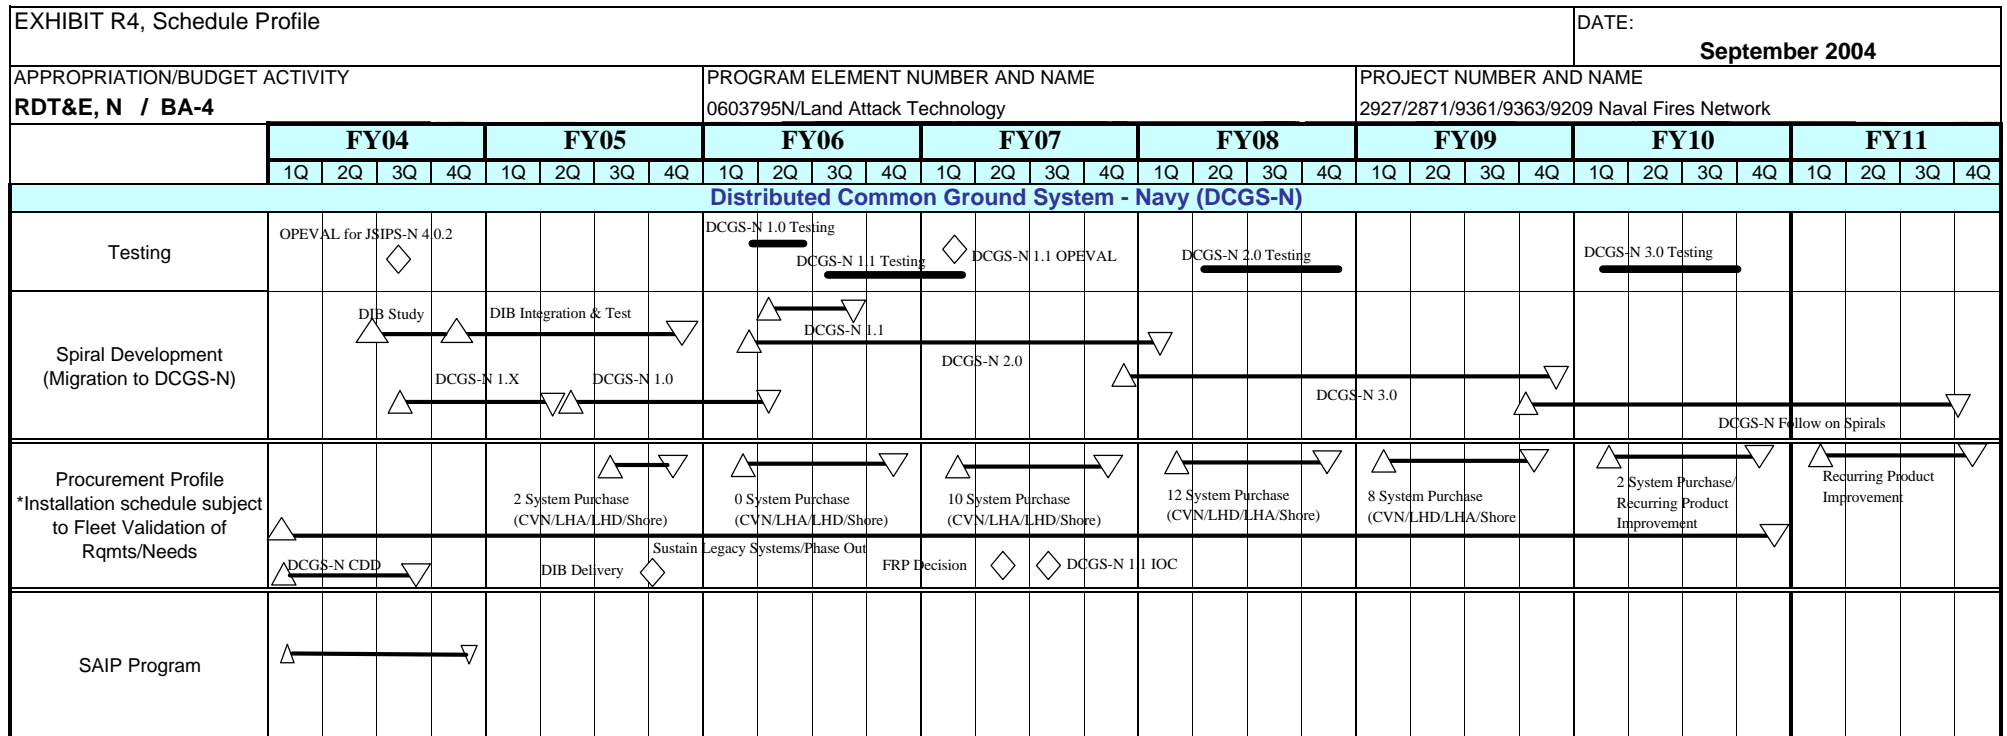 EXHIBIT R4, Schedule Profile
DATE:
September 2004
APPROPRIATION/BUDGET ACTIVITY
PROGRAM ELEMENT NUMBER AND NAME
PROJECT NUMBER AND NAME
RDT&E, N / BA-4
0603795N/Land Attack Technology
2927/2871/9361/9363/9209 Naval Fires Network
FY04 FY05 FY06 FY07 FY08 FY09 FY10 FY11
1Q 2Q 3Q 4Q 1Q 2Q 3Q 4Q 1Q 2Q 3Q 4Q 1Q 2Q 3Q 4Q 1Q 2Q 3Q 4Q 1Q 2Q 3Q 4Q 1Q 2Q 3Q 4Q 1Q 2Q 3Q 4Q
Distributed Common Ground System - Navy (DCGS-N)
Testing
OPEVAL for JSIPS-N 4.0.2
DCGS-N 1.0 Testing
DCGS-N 1.1 Testing
DCGS-N 1.1 OPEVAL
DCGS-N 2.0 Testing
DCGS-N 3.0 Testing
Spiral Development
(Migration to DCGS-N)
DIB Study
DIB Integration & Test
DCGS-N 1.1
DCGS-N 2.0
DCGS-N 1.X
DCGS-N 1.0
DCGS-N 3.0
DCGS-N Follow on Spirals
Procurement Profile
*Installation schedule subject
to Fleet Validation of
Rqmts/Needs
2 System Purchase
(CVN/LHA/LHD/Shore)
0 System Purchase
(CVN/LHA/LHD/Shore)
10 System Purchase
(CVN/LHA/LHD/Shore)
12 System Purchase
(CVN/LHD/LHA/Shore)
8 System Purchase
(CVN/LHD/LHA/Shore
2 System Purchase/
Recurring Product
Improvement
Recurring Product
Improvement
Sustain Legacy Systems/Phase Out
DCGS-N CDD
DIB Delivery
FRP Decision
DCGS-N 1.1 IOC
SAIP Program